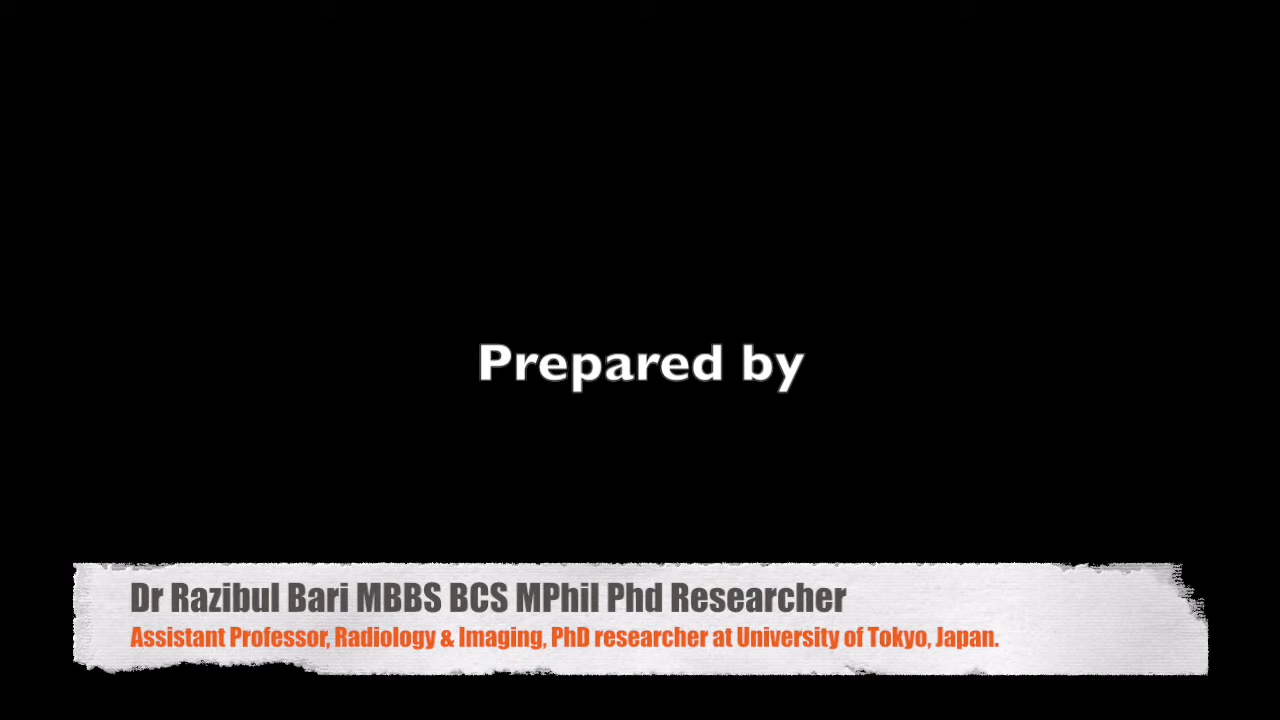 Prepared by
Dr Razibul Bari MBBS BCS MPhil Phd Researcher
Assistant Professor, Radiology & Imaging, PhD researcher at University of Tokyo, Japan.